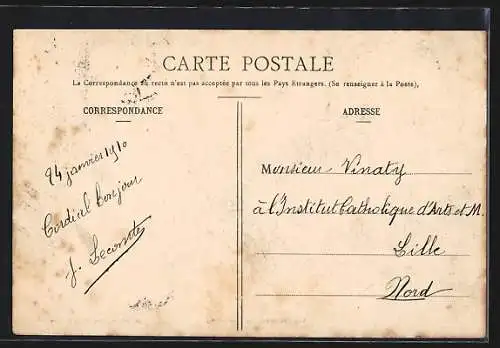 CARTE POSTALE
La Correspondance au recto n'est pas acceptée par tous les Pays Etrangers. (Se renseigner à la Poste),
CORRESPONDANCE
24 janvier 1910
Cordial bonjour
J. Lecomte
ADRESSE
Monsieur Vinaty
à l'Institut Catholique d'Arts et M.
Lille
Nord